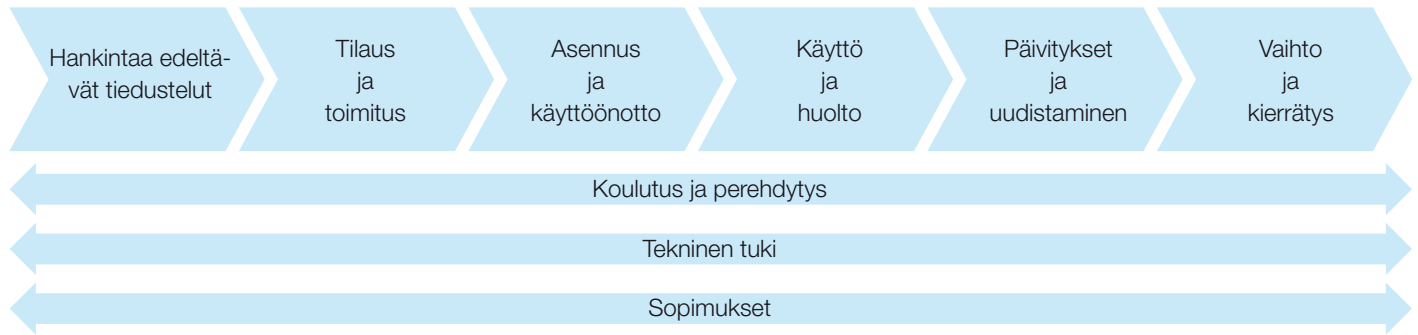 Hankintaa edeltä-
vät tiedustelut
Tilaus
ja
toimitus
Asennus
ja
käyttöönotto
Käyttö
ja
huolto
Päivitykset
ja
uudistaminen
Vaihto
ja
kierrätys
Koulutus ja perehdytys
Tekninen tuki
Sopimukset